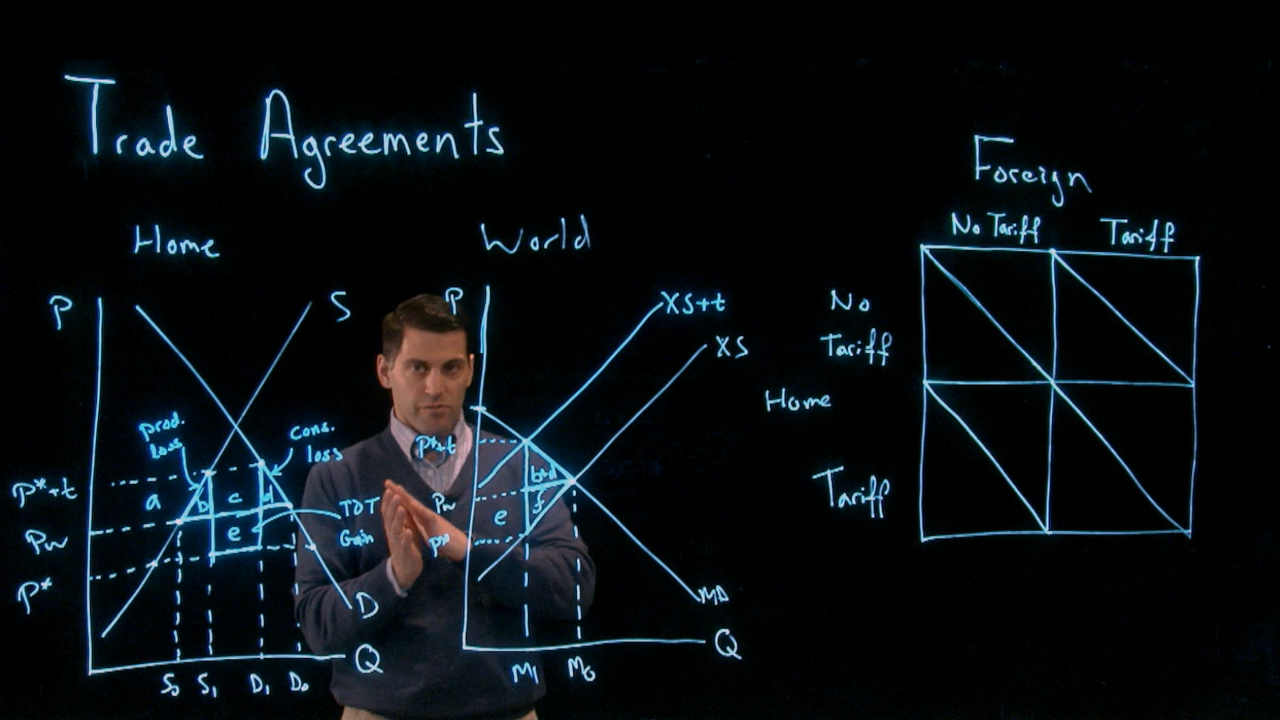 Trade Agreements
Home
P
S
prod.
loss
cons.
loss
P*+t
a
b
c
d
e
TOT
Gain
Pw
P*
D
Q
S₀ S₁ D₁ D₀
World
P
XS+t
XS
P*+t
b+d
Pw
e
f
P*
MD
Q
M₁ M₀
Foreign
No Tariff Tariff
No
Tariff
Home
Tariff